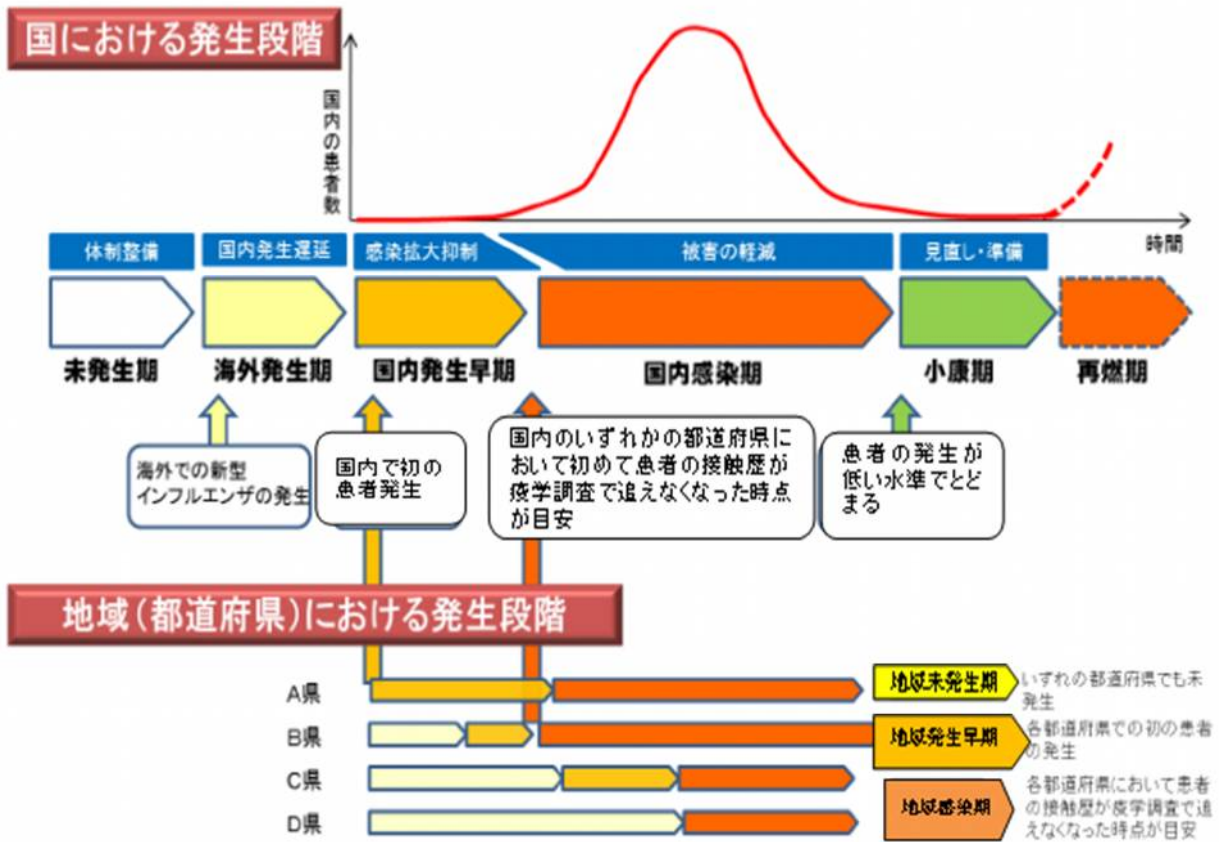 国における発生段階
国内の患者数
時間
体制整備
国内発生遅延
感染拡大抑制
被害の軽減
見直し・準備
未発生期
海外発生期
国内発生早期
国内感染期
小康期
再燃期
海外での新型
インフルエンザの発生
国内で初の
患者発生
国内のいずれかの都道府県に
おいて初めて患者の接触歴が
疫学調査で追えなくなった時点
が目安
患者の発生が
低い水準でとど
まる
地域(都道府県)における発生段階
A県
B県
C県
D県
地域未発生期
いずれの都道府県でも未
発生
地域発生早期
各都道府県での初の患者
の発生
地域感染期
各都道府県において患者
の接触歴が疫学調査で追
えなくなった時点が目安